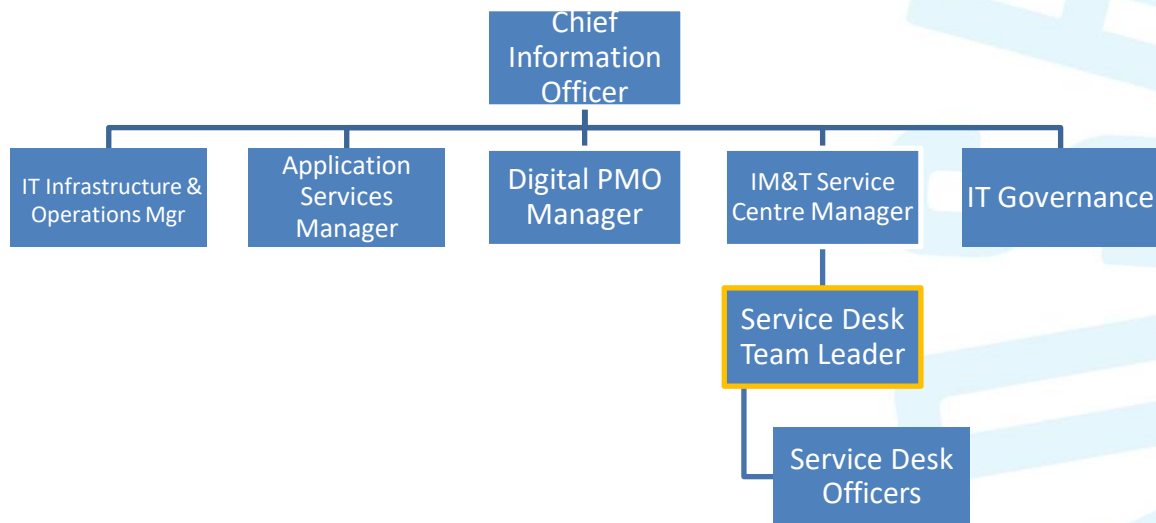 Chief
Information
Officer
IT Infrastructure &
Operations Mgr
Application
Services
Manager
Digital PMO
Manager
IM&T Service
Centre Manager
IT Governance
Service Desk
Team Leader
Service Desk
Officers